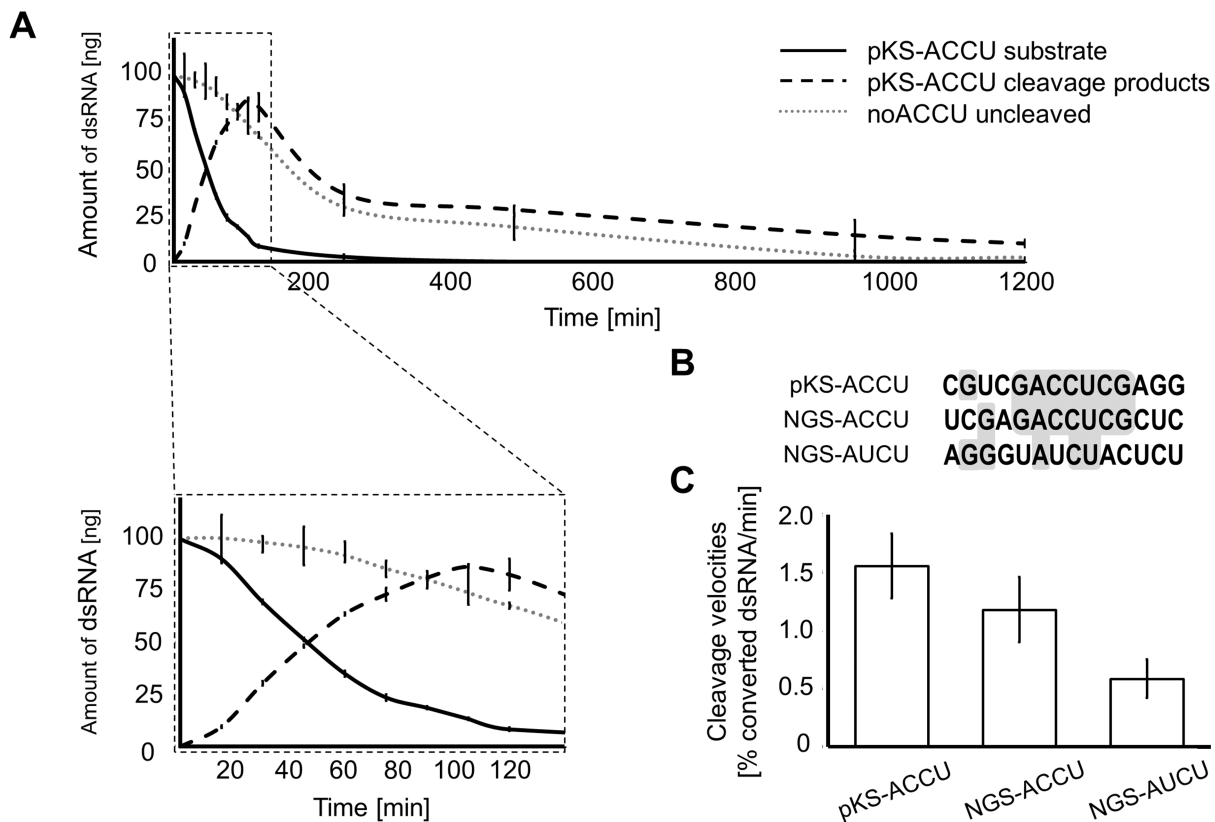 A
Amount of dsRNA [ng]
100
75
50
25
0
200
400
600
800
1000
1200
Time [min]
pKS-ACCU substrate
pKS-ACCU cleavage products
noACCU uncleaved
Amount of dsRNA [ng]
100
75
50
25
0
20
40
60
80
100
120
Time [min]
B
pKS-ACCU CGUCGACCUCGAGG
NGS-ACCU UCGAGACCUCGCUC
NGS-AUCU AGGGUAUCUACUCU
C
Cleavage velocities
[% converted dsRNA/min]
2.0
1.5
1.0
0.5
0
pKS-ACCU
NGS-ACCU
NGS-AUCU